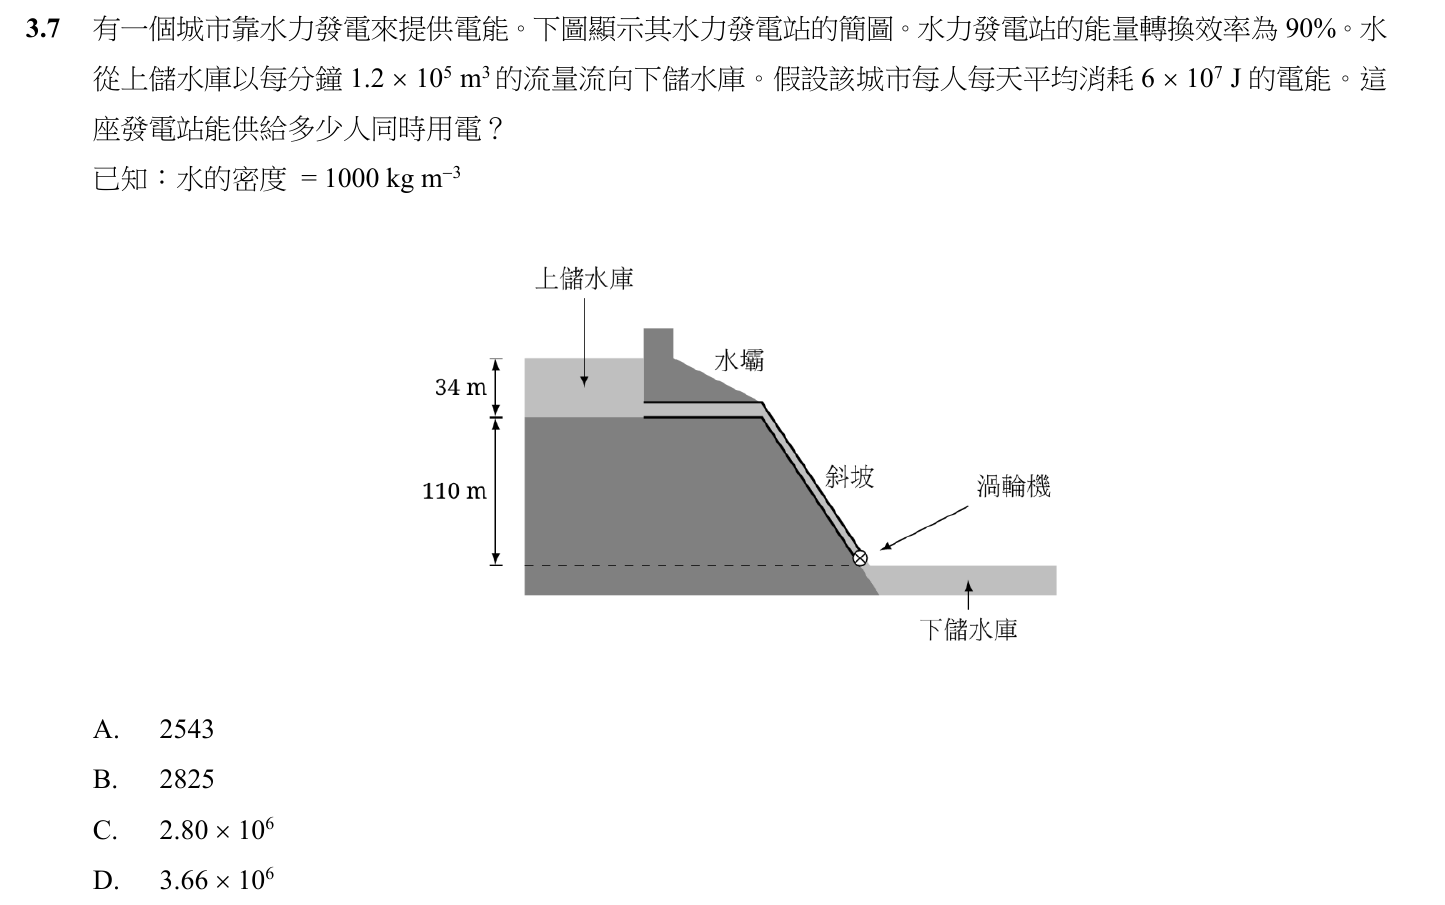 3.7 有一個城市靠水力發電來提供電能。下圖顯示其水力發電站的簡圖。水力發電站的能量轉換效率為 90%。水
從上儲水庫以每分鐘 1.2 × 10⁵ m³ 的流量流向下儲水庫。假設該城市每人每天平均消耗 6 × 10⁷ J 的電能。這
座發電站能供給多少人同時用電？
已知：水的密度 = 1000 kg m⁻³
上儲水庫
水壩
34 m
斜坡
渦輪機
110 m
下儲水庫
A. 2543
B. 2825
C. 2.80 × 10⁶
D. 3.66 × 10⁶